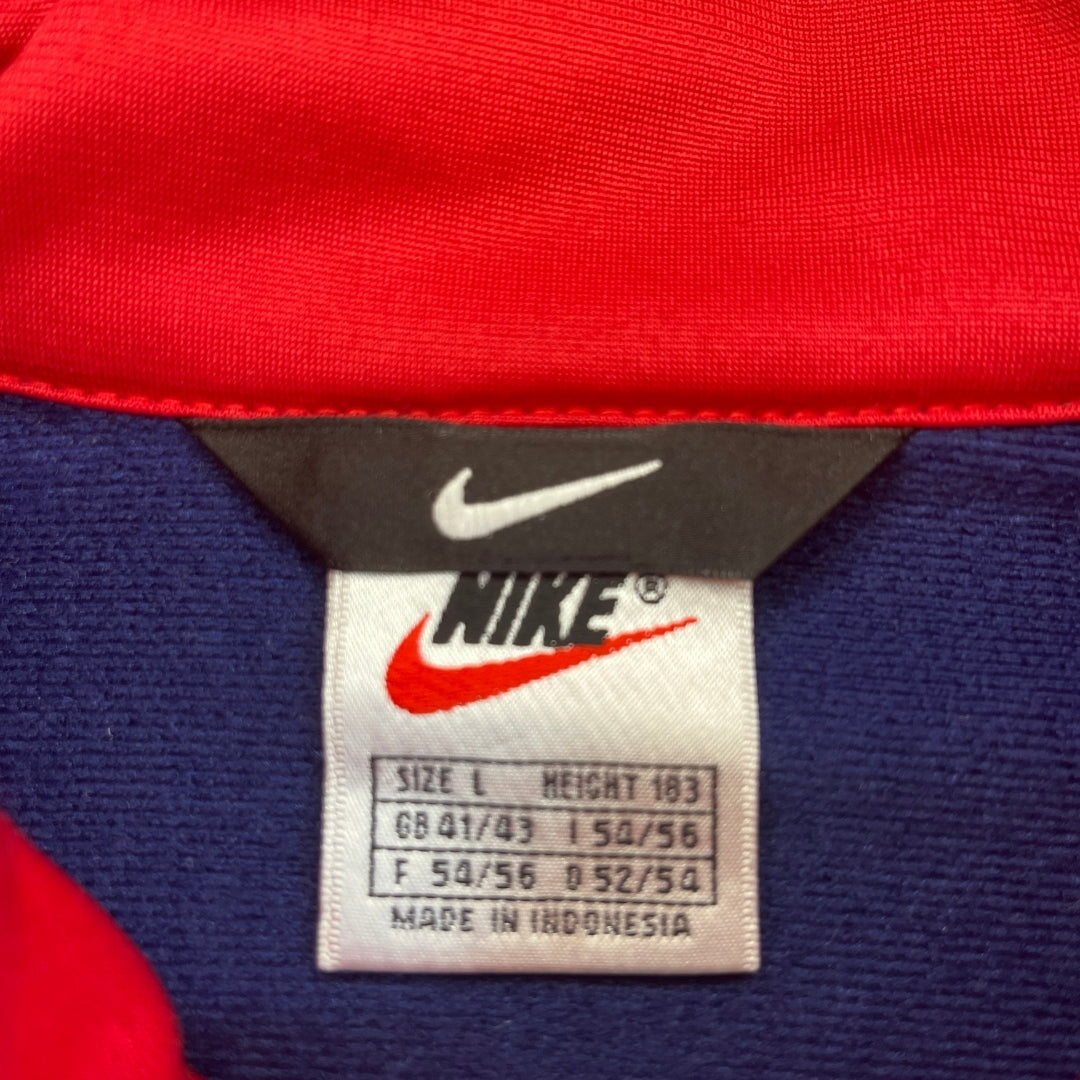 NIKE®
SIZE L HEIGHT 183
GB 41/43 I 54/56
F 54/56 D 52/54
MADE IN INDONESIA